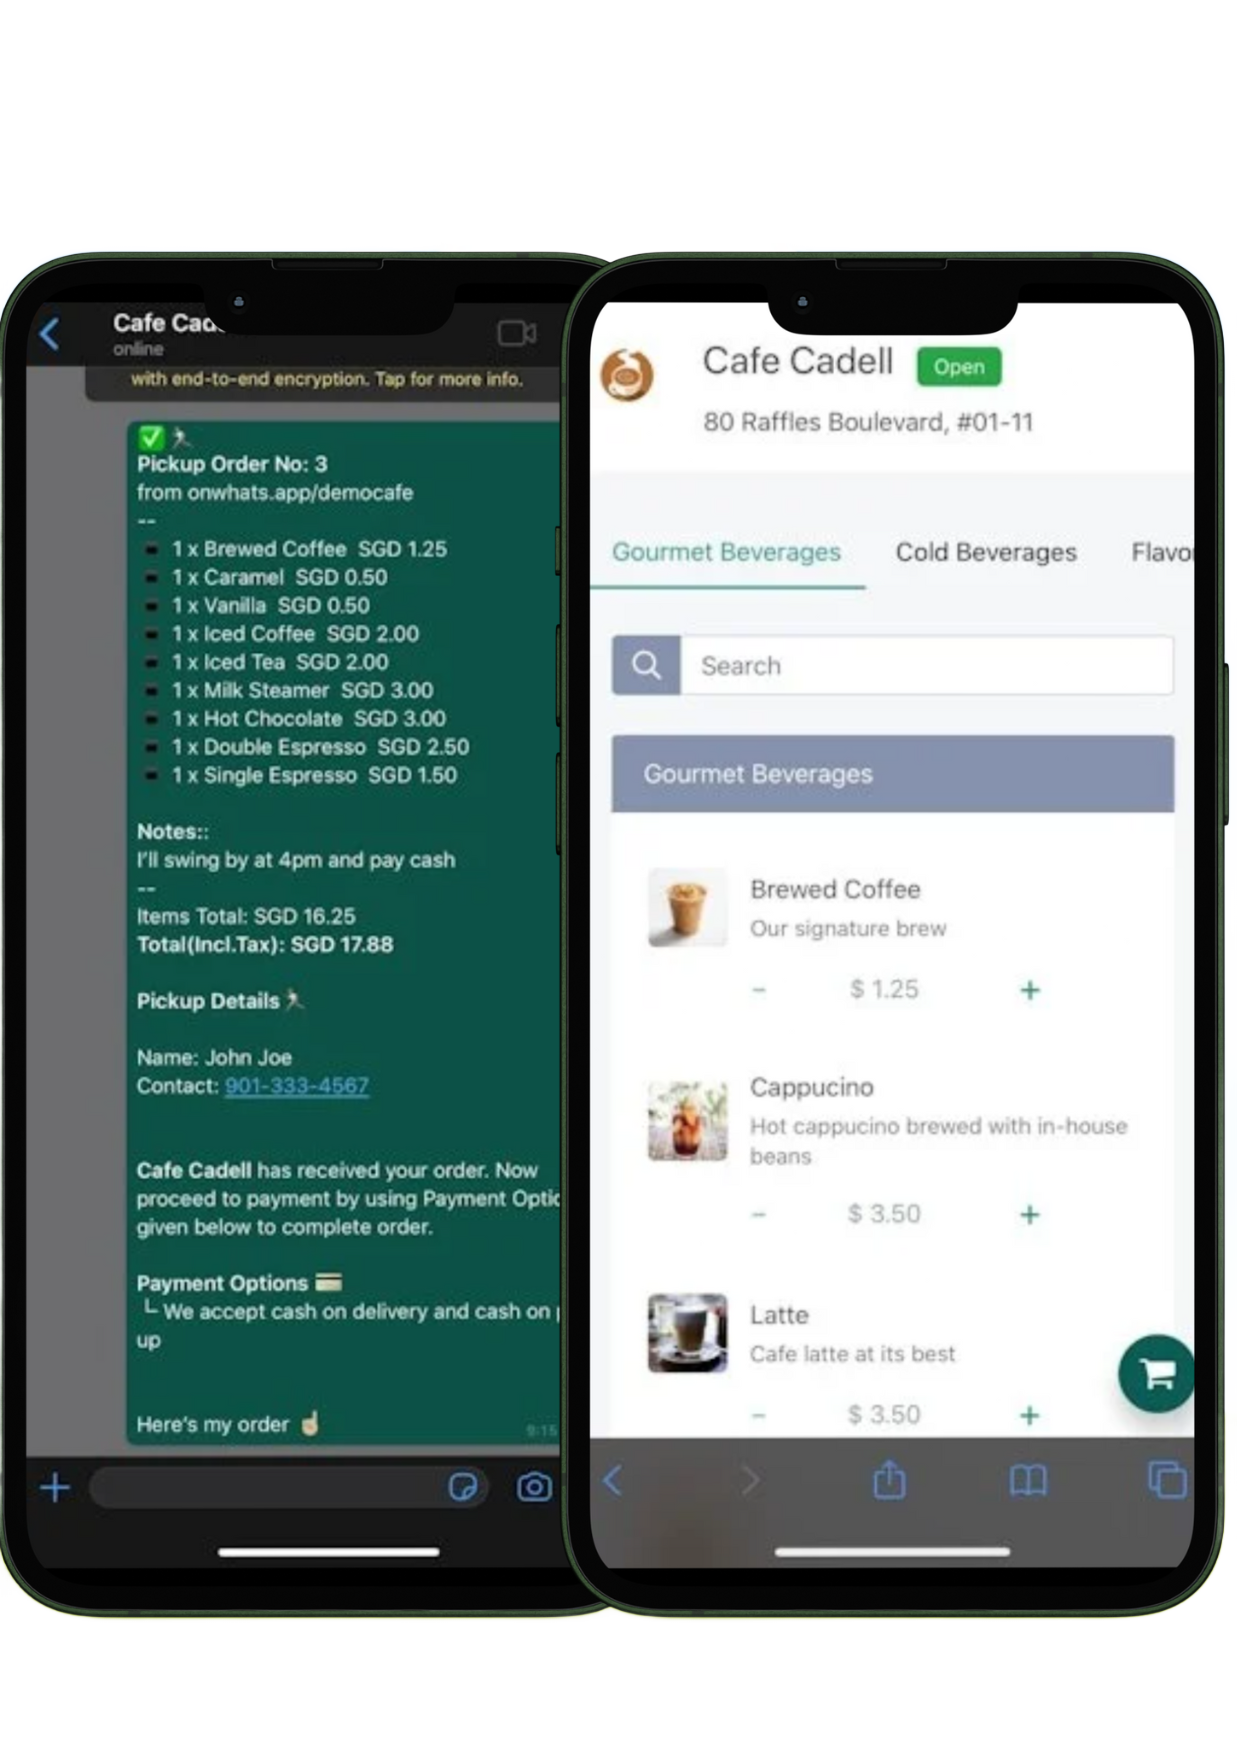 Cafe Cad
online
with end-to-end encryption. Tap for more info.
Pickup Order No: 3
from onwhats.app/democafe
--
1 x Brewed Coffee SGD 1.25
1 x Caramel SGD 0.50
1 x Vanilla SGD 0.50
1 x Iced Coffee SGD 2.00
1 x Iced Tea SGD 2.00
1 x Milk Steamer SGD 3.00
1 x Hot Chocolate SGD 3.00
1 x Double Espresso SGD 2.50
1 x Single Espresso SGD 1.50
Notes::
I'll swing by at 4pm and pay cash
--
Items Total: SGD 16.25
Total(Incl.Tax): SGD 17.88
Pickup Details
Name: John Joe
Contact: 901-333-4567
Cafe Cadell has received your order. Now
proceed to payment by using Payment Optio
given below to complete order.
Payment Options
└ We accept cash on delivery and cash on p
up
Here's my order
9:15
Cafe Cadell Open
80 Raffles Boulevard, #01-11
Gourmet Beverages Cold Beverages Flavo
Search
Gourmet Beverages
Brewed Coffee
Our signature brew
- $ 1.25 +
Cappucino
Hot cappucino brewed with in-house
beans
- $ 3.50 +
Latte
Cafe latte at its best
- $ 3.50 +